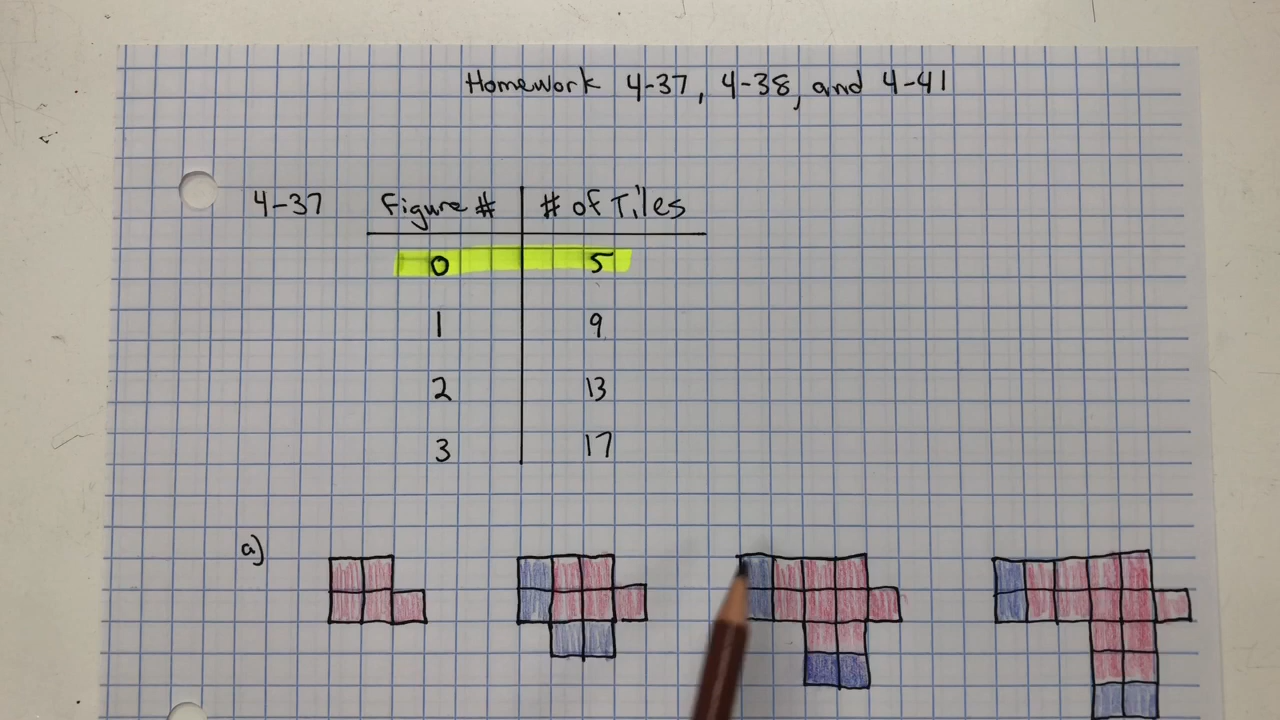 Homework 4-37, 4-38, and 4-41
4-37 Figure # # of Tiles
0 5
1 9
2 13
3 17
a)